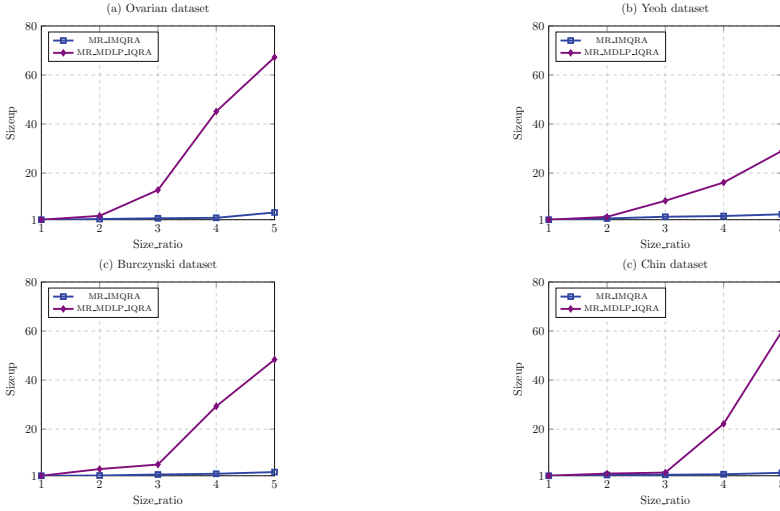 (a) Ovarian dataset
80
60
40
20
1
Sizeup
MR_IMQRA
MR_MDLP_IQRA
1 2 3 4 5
Size_ratio
(b) Yeoh dataset
80
60
40
20
1
Sizeup
MR_IMQRA
MR_MDLP_IQRA
1 2 3 4 5
Size_ratio
(c) Burczynski dataset
80
60
40
20
1
Sizeup
MR_IMQRA
MR_MDLP_IQRA
1 2 3 4 5
Size_ratio
(c) Chin dataset
80
60
40
20
1
Sizeup
MR_IMQRA
MR_MDLP_IQRA
1 2 3 4 5
Size_ratio